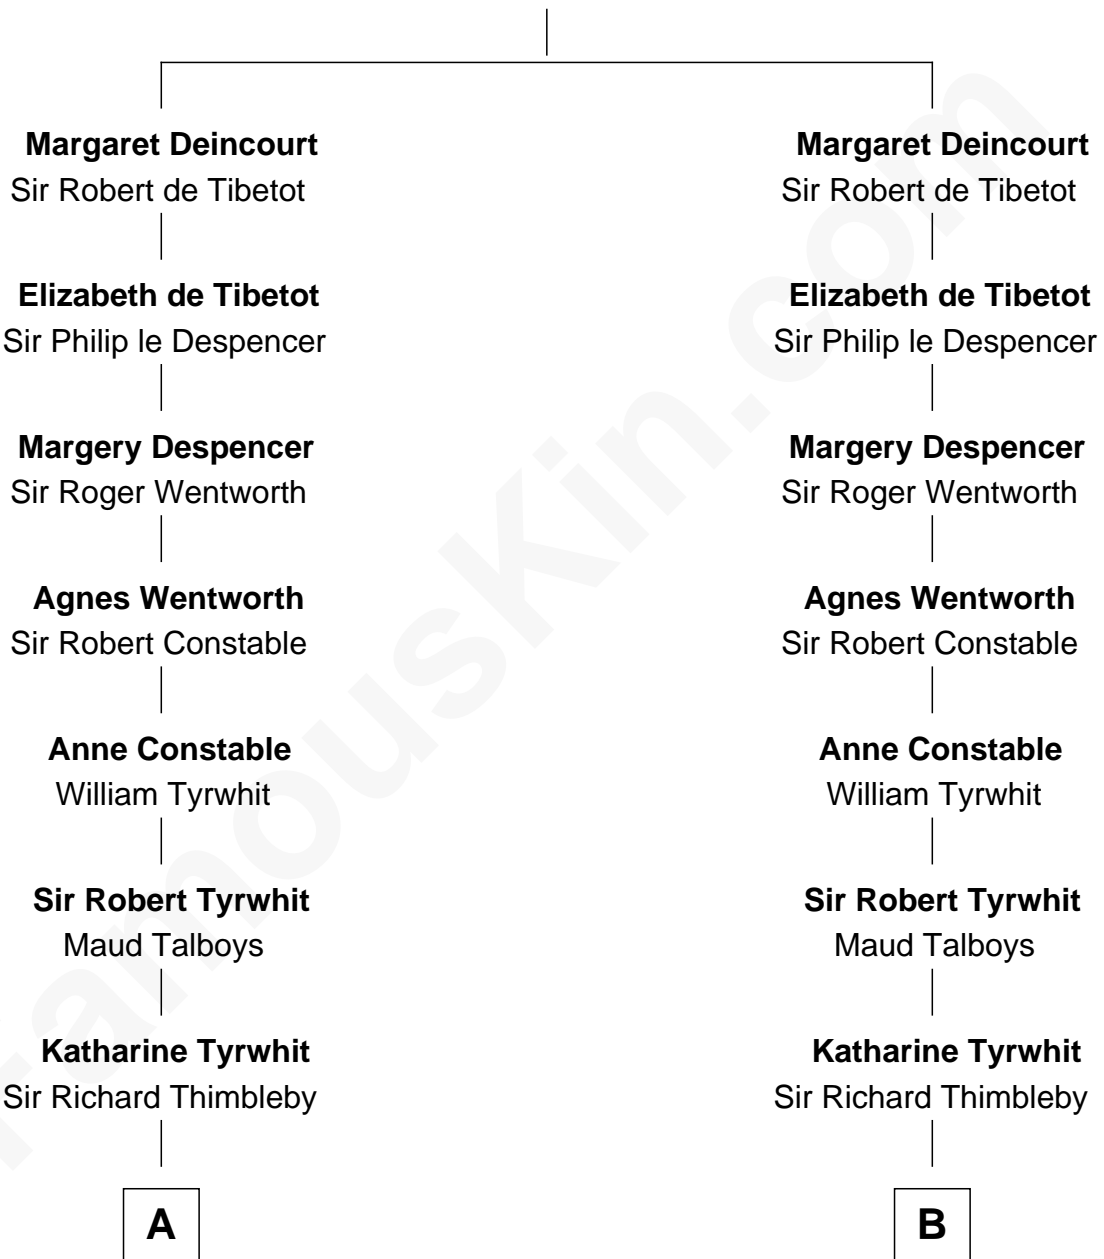 Margaret Deincourt
Sir Robert de Tibetot
Elizabeth de Tibetot
Sir Philip le Despencer
Margery Despencer
Sir Roger Wentworth
Agnes Wentworth
Sir Robert Constable
Anne Constable
William Tyrwhit
Sir Robert Tyrwhit
Maud Talboys
Katharine Tyrwhit
Sir Richard Thimbleby
A
Margaret Deincourt
Sir Robert de Tibetot
Elizabeth de Tibetot
Sir Philip le Despencer
Margery Despencer
Sir Roger Wentworth
Agnes Wentworth
Sir Robert Constable
Anne Constable
William Tyrwhit
Sir Robert Tyrwhit
Maud Talboys
Katharine Tyrwhit
Sir Richard Thimbleby
B
famouskin.com